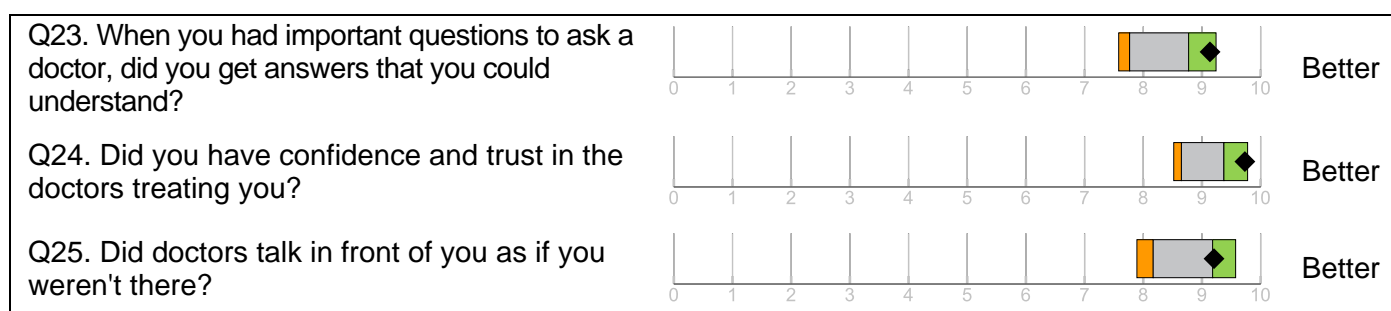 Q23. When you had important questions to ask a
doctor, did you get answers that you could
understand?
0 1 2 3 4 5 6 7 8 9 10
Better
Q24. Did you have confidence and trust in the
doctors treating you?
0 1 2 3 4 5 6 7 8 9 10
Better
Q25. Did doctors talk in front of you as if you
weren't there?
0 1 2 3 4 5 6 7 8 9 10
Better